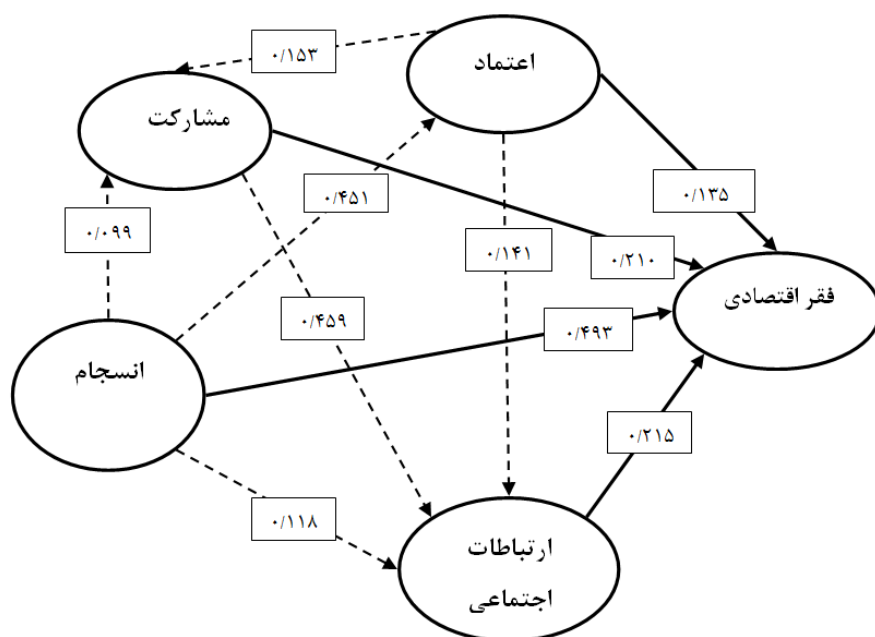 ۰/۱۵۳
اعتماد
مشارکت
۰/۴۵۱
۰/۱۳۵
۰/۰۹۹
۰/۱۴۱
۰/۲۱۰
فقر اقتصادی
۰/۴۵۹
۰/۴۹۳
انسجام
۰/۲۱۵
۰/۱۱۸
ارتباطات
اجتماعی